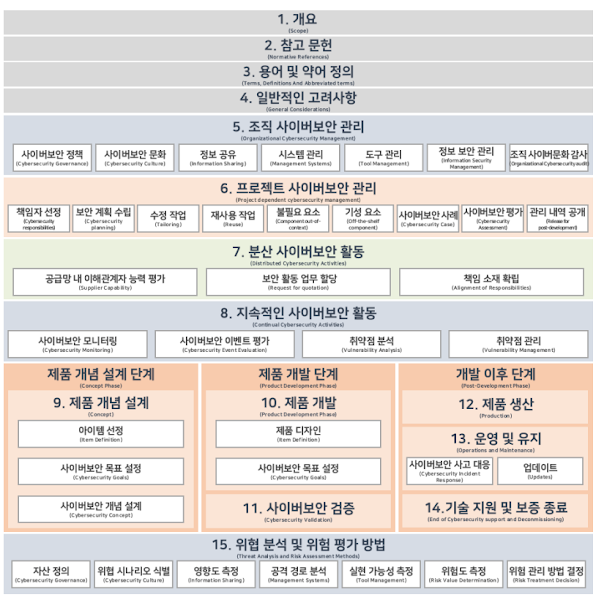 1. 개요
(Scope)
2. 참고 문헌
(Normative References)
3. 용어 및 약어 정의
(Terms, Definitions And Abbreviated terms)
4. 일반적인 고려사항
(General Considerations)
5. 조직 사이버보안 관리
(Organizational Cybersecurity Management)
사이버보안 정책
(Cybersecurity Governance)
사이버보안 문화
(Cybersecurity Culture)
정보 공유
(Information Sharing)
시스템 관리
(Management Systems)
도구 관리
(Tool Management)
정보 보안 관리
(Information Security
Management)
조직 사이버문화 감사
(Organizational Cybersecurity audit)
6. 프로젝트 사이버보안 관리
(Project dependent cybersecurity management)
책임자 선정
(Cybersecurity
responsibilities)
보안 계획 수립
(Cybersecurity
planning)
수정 작업
(Tailoring)
재사용 작업
(Reuse)
불필요 요소
(Component out-of-
context)
기성 요소
(Off-the-shelf
component)
사이버보안 사례
(Cybersecurity Case)
사이버보안 평가
(Cybersecurity
Assessment)
관리 내역 공개
(Release for
post-development)
7. 분산 사이버보안 활동
(Distributed Cybersecurity Activities)
공급망 내 이해관계자 능력 평가
(Supplier Capability)
보안 활동 업무 할당
(Request for quotation)
책임 소재 확립
(Alignment of Responsibilities)
8. 지속적인 사이버보안 활동
(Continual Cybersecurity Activities)
사이버보안 모니터링
(Cybersecurity Monitoring)
사이버보안 이벤트 평가
(Cybersecurity Event Evaluation)
취약점 분석
(Vulnerability Analysis)
취약점 관리
(Vulnerability Management)
제품 개념 설계 단계
(Concept Phase)
9. 제품 개념 설계
(Concept)
아이템 선정
(Item Definition)
사이버보안 목표 설정
(Cybersecurity Goals)
사이버보안 개념 설계
(Cybersecurity Concept)
제품 개발 단계
(Product Development Phase)
10. 제품 개발
(Product Development Phase)
제품 디자인
(Item Definition)
사이버보안 목표 설정
(Cybersecurity Goals)
11. 사이버보안 검증
(Cybersecurity Validation)
개발 이후 단계
(Post-Development Phase)
12. 제품 생산
(Production)
13. 운영 및 유지
(Operations and Maintenance)
사이버보안 사고 대응
(Cybersecurity Incident
Response)
업데이트
(Updates)
14.기술 지원 및 보증 종료
(End of Cybersecurity support and Decommissioning)
15. 위협 분석 및 위험 평가 방법
(Threat Analysis and Risk Assessment Methods)
자산 정의
(Cybersecurity Governance)
위협 시나리오 식별
(Cybersecurity Culture)
영향도 측정
(Information Sharing)
공격 경로 분석
(Management Systems)
실현 가능성 측정
(Tool Management)
위험도 측정
(Risk Value Determination)
위험 관리 방법 결정
(Risk Treatment Decision)